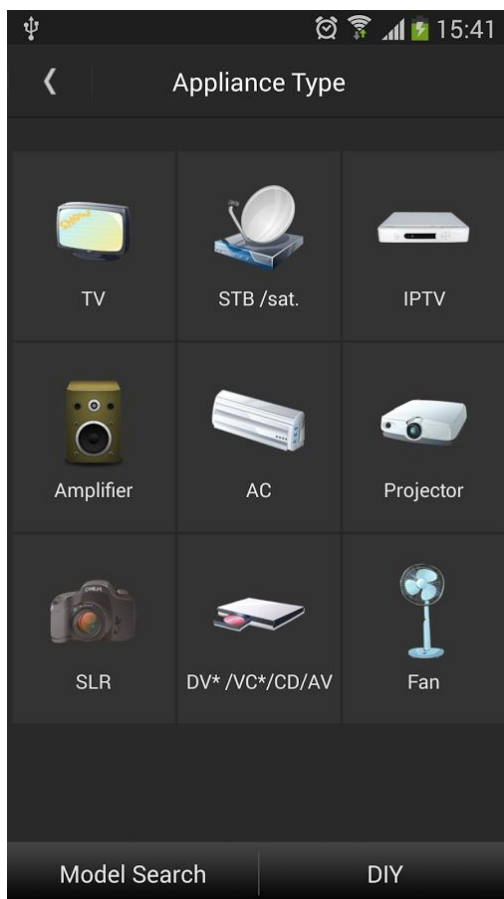 15:41
Appliance Type
SHOW
TV
STB /sat.
IPTV
Amplifier
AC
Projector
SLR
DV* /VC*/CD/AV
Fan
Model Search
DIY